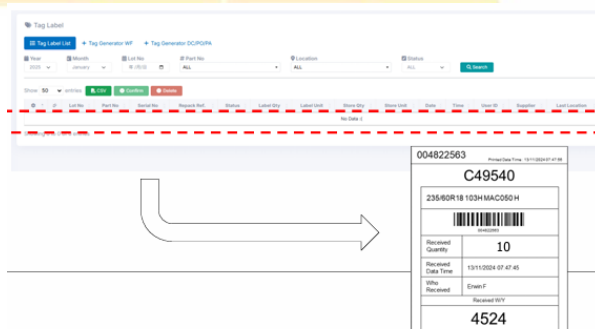 Tag Label
Tag Label List + Tag Generator WF + Tag Generator DC/PO/PA
Year Month Lot No Part No Location Status
2025 January ALL ALL ALL Search
Show 50 entries CSV Confirm Delete
Lot No Part No Serial No Repack Ref. Status Label Qty Label Unit Store Qty Store Unit Date Time User ID Supplier Last Location
No Data :(
004822563 Printed Date Time : 13/11/2024 07:47:55
C49540
235/60R18 103H MAC050 H
004822563
Received Quantity 10
Received Data Time 13/11/2024 07:47:45
Who Received Erwin F
Received W/Y
4524